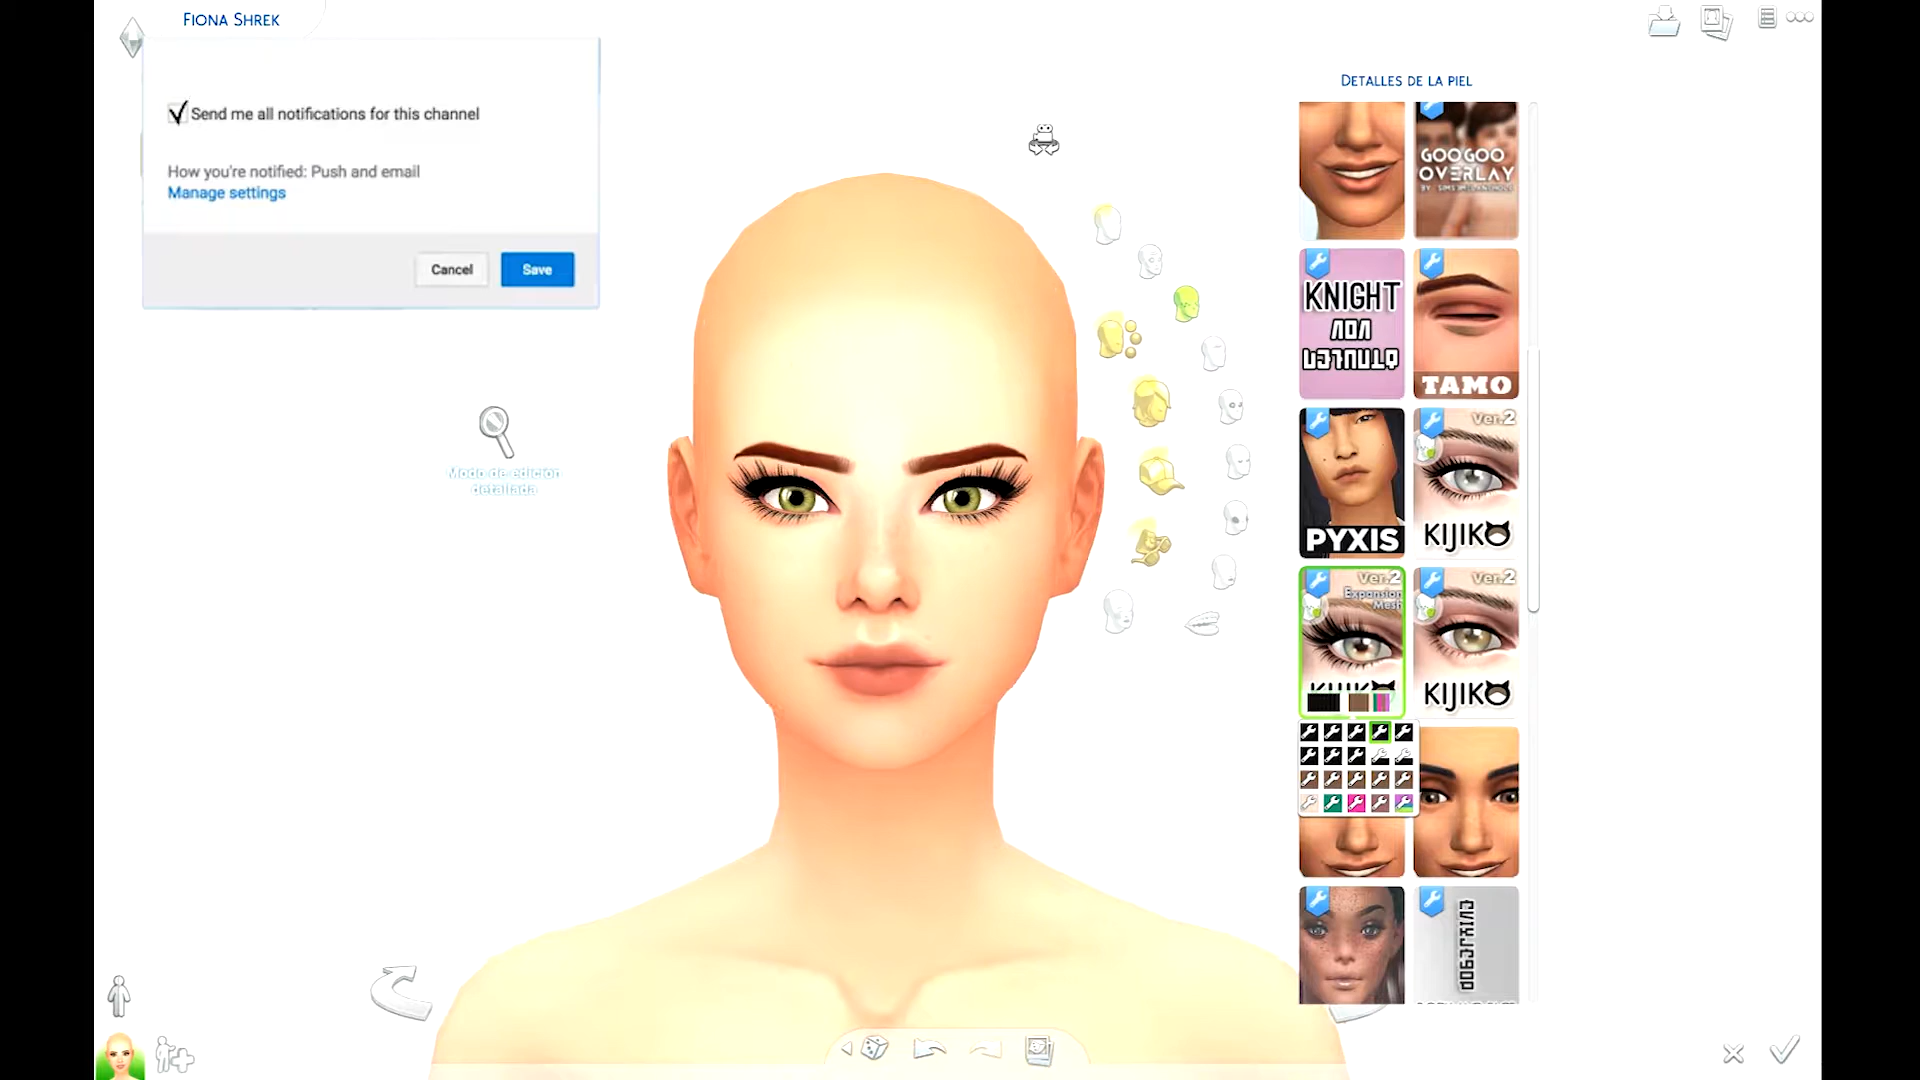 FIONA SHREK
Send me all notifications for this channel
How you're notified: Push and email
Manage settings
Cancel
Save
Modo de edición
detallada
DETALLES DE LA PIEL
GOOGOO
OVERLAY
KNIGHT
TAMO
PYXIS
Ver.2
KIJIKO
Ver.2
Expansion
Mesh
KIJIKO
Ver.2
KIJIKO